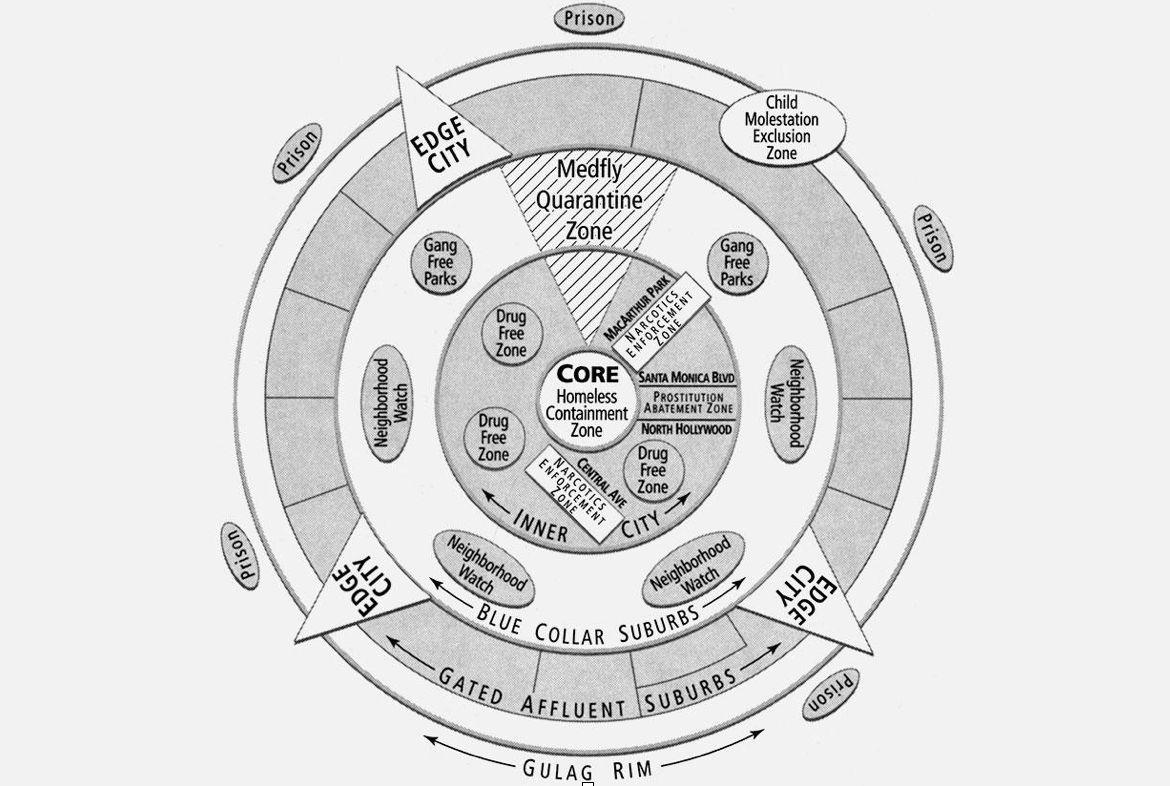 Prison
Child
Molestation
Exclusion
Zone
EDGE
CITY
Prison
Medfly
Quarantine
Zone
Prison
Gang
Free
Parks
Gang
Free
Parks
MACARTHUR PARK
NARCOTICS
ENFORCEMENT
ZONE
Drug
Free
Zone
Neighborhood
Watch
CORE
Homeless
Containment
Zone
SANTA MONICA BLVD
PROSTITUTION
ABATEMENT ZONE
NORTH HOLLYWOOD
Neighborhood
Watch
Drug
Free
Zone
CENTRAL AVE
NARCOTICS
ENFORCEMENT
ZONE
Drug
Free
Zone
INNER CITY
Prison
Neighborhood
Watch
Neighborhood
Watch
EDGE
CITY
EDGE
CITY
BLUE COLLAR SUBURBS
GATED AFFLUENT SUBURBS
Prison
GULAG RIM